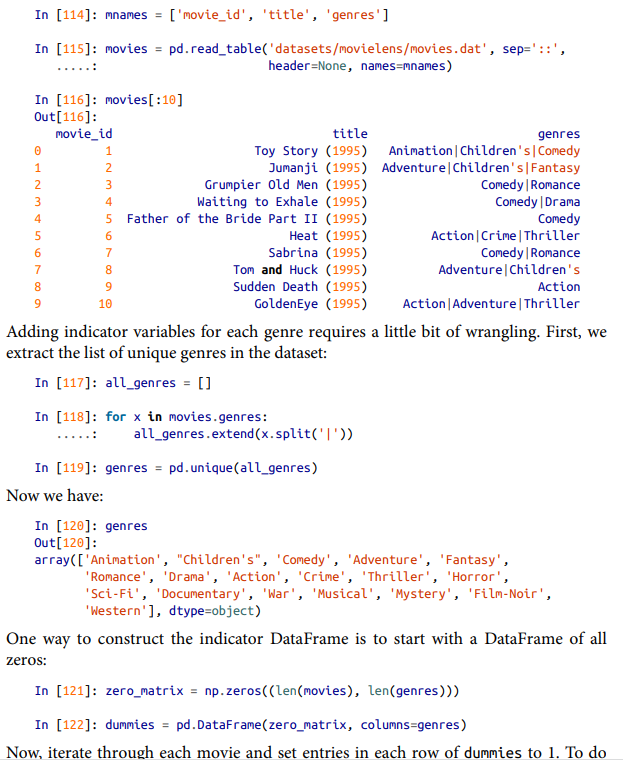 In [114]: mnames = ['movie_id', 'title', 'genres']
In [115]: movies = pd.read_table('datasets/movielens/movies.dat', sep='::',
.....: header=None, names=mnames)
In [116]: movies[:10]
Out[116]:
movie_id title genres
0 1 Toy Story (1995) Animation|Children's|Comedy
1 2 Jumanji (1995) Adventure|Children's|Fantasy
2 3 Grumpier Old Men (1995) Comedy|Romance
3 4 Waiting to Exhale (1995) Comedy|Drama
4 5 Father of the Bride Part II (1995) Comedy
5 6 Heat (1995) Action|Crime|Thriller
6 7 Sabrina (1995) Comedy|Romance
7 8 Tom and Huck (1995) Adventure|Children's
8 9 Sudden Death (1995) Action
9 10 GoldenEye (1995) Action|Adventure|Thriller
Adding indicator variables for each genre requires a little bit of wrangling. First, we
extract the list of unique genres in the dataset:
In [117]: all_genres = []
In [118]: for x in movies.genres:
.....: all_genres.extend(x.split('|'))
In [119]: genres = pd.unique(all_genres)
Now we have:
In [120]: genres
Out[120]:
array(['Animation', "Children's", 'Comedy', 'Adventure', 'Fantasy',
'Romance', 'Drama', 'Action', 'Crime', 'Thriller', 'Horror',
'Sci-Fi', 'Documentary', 'War', 'Musical', 'Mystery', 'Film-Noir',
'Western'], dtype=object)
One way to construct the indicator DataFrame is to start with a DataFrame of all
zeros:
In [121]: zero_matrix = np.zeros((len(movies), len(genres)))
In [122]: dummies = pd.DataFrame(zero_matrix, columns=genres)
Now, iterate through each movie and set entries in each row of dummies to 1. To do